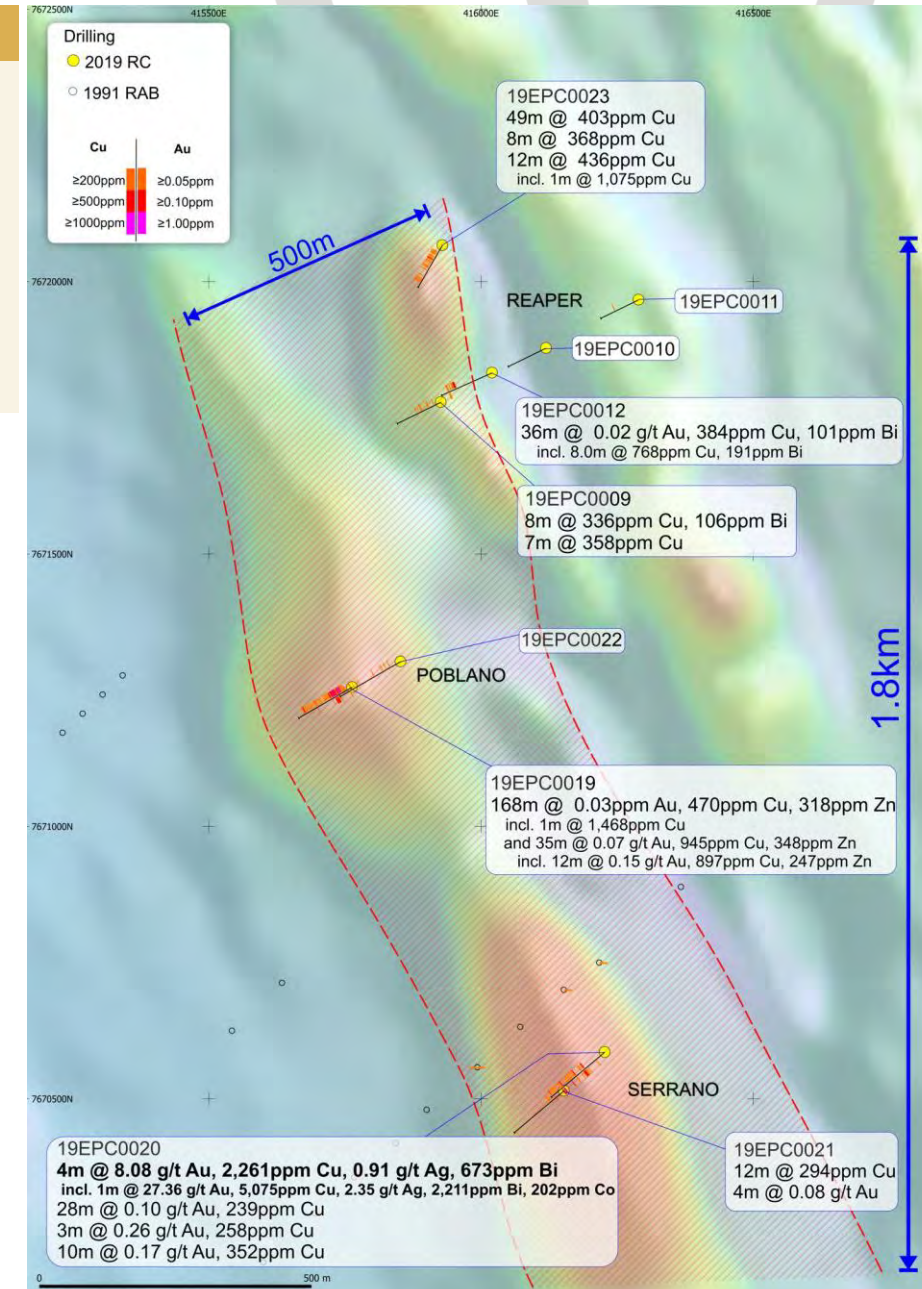 7672500N
415500E
416000E
416500E
Drilling
2019 RC
1991 RAB
Cu Au
≥200ppm ≥0.05ppm
≥500ppm ≥0.10ppm
≥1000ppm ≥1.00ppm
19EPC0023
49m @ 403ppm Cu
8m @ 368ppm Cu
12m @ 436ppm Cu
incl. 1m @ 1,075ppm Cu
500m
7672000N
REAPER
19EPC0011
19EPC0010
19EPC0012
36m @ 0.02 g/t Au, 384ppm Cu, 101ppm Bi
incl. 8.0m @ 768ppm Cu, 191ppm Bi
19EPC0009
8m @ 336ppm Cu, 106ppm Bi
7m @ 358ppm Cu
7671500N
19EPC0022
POBLANO
1.8km
19EPC0019
168m @ 0.03ppm Au, 470ppm Cu, 318ppm Zn
incl. 1m @ 1,468ppm Cu
and 35m @ 0.07 g/t Au, 945ppm Cu, 348ppm Zn
incl. 12m @ 0.15 g/t Au, 897ppm Cu, 247ppm Zn
7671000N
7670500N
SERRANO
19EPC0020
4m @ 8.08 g/t Au, 2,261ppm Cu, 0.91 g/t Ag, 673ppm Bi
incl. 1m @ 27.36 g/t Au, 5,075ppm Cu, 2.35 g/t Ag, 2,211ppm Bi, 202ppm Co
28m @ 0.10 g/t Au, 239ppm Cu
3m @ 0.26 g/t Au, 258ppm Cu
10m @ 0.17 g/t Au, 352ppm Cu
19EPC0021
12m @ 294ppm Cu
4m @ 0.08 g/t Au
0 500 m